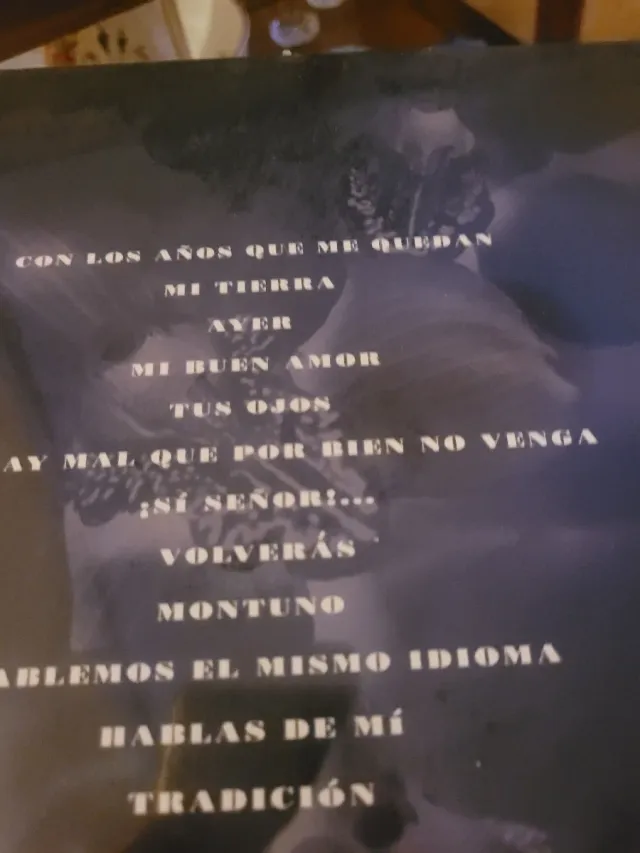 CON LOS AÑOS QUE ME QUEDAN
MI TIERRA
AYER
MI BUEN AMOR
TUS OJOS
AY MAL QUE POR BIEN NO VENGA
¡SÍ SEÑOR!...
VOLVERÁS
MONTUNO
ABLEMOS EL MISMO IDIOMA
HABLAS DE MÍ
TRADICIÓN